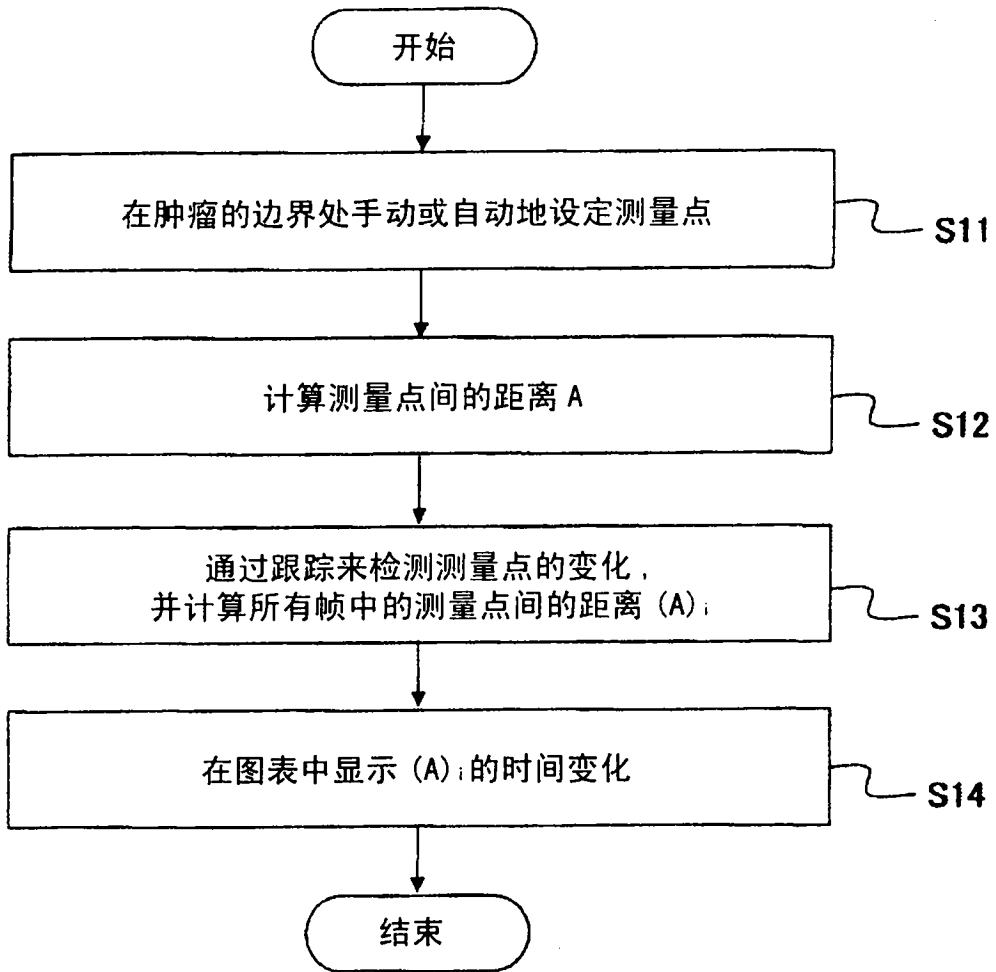 开始
在肿瘤的边界处手动或自动地设定测量点
S11
计算测量点间的距离 A
S12
通过跟踪来检测测量点的变化，
并计算所有帧中的测量点间的距离 (A)ᵢ
S13
在图表中显示 (A)ᵢ 的时间变化
S14
结束